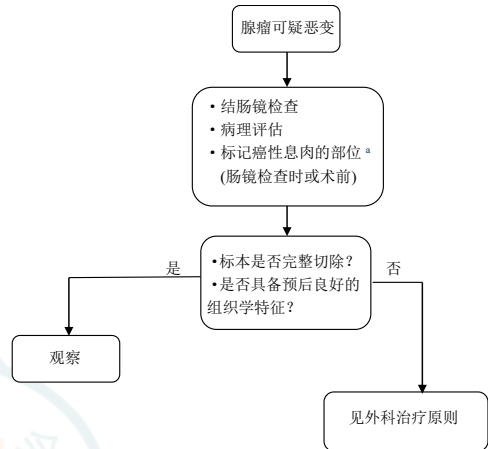 腺瘤可疑恶变
•结肠镜检查
•病理评估
•标记癌性息肉的部位 a
(肠镜检查时或术前)
•标本是否完整切除？
•是否具备预后良好的
组织学特征？
是
否
观察
见外科治疗原则